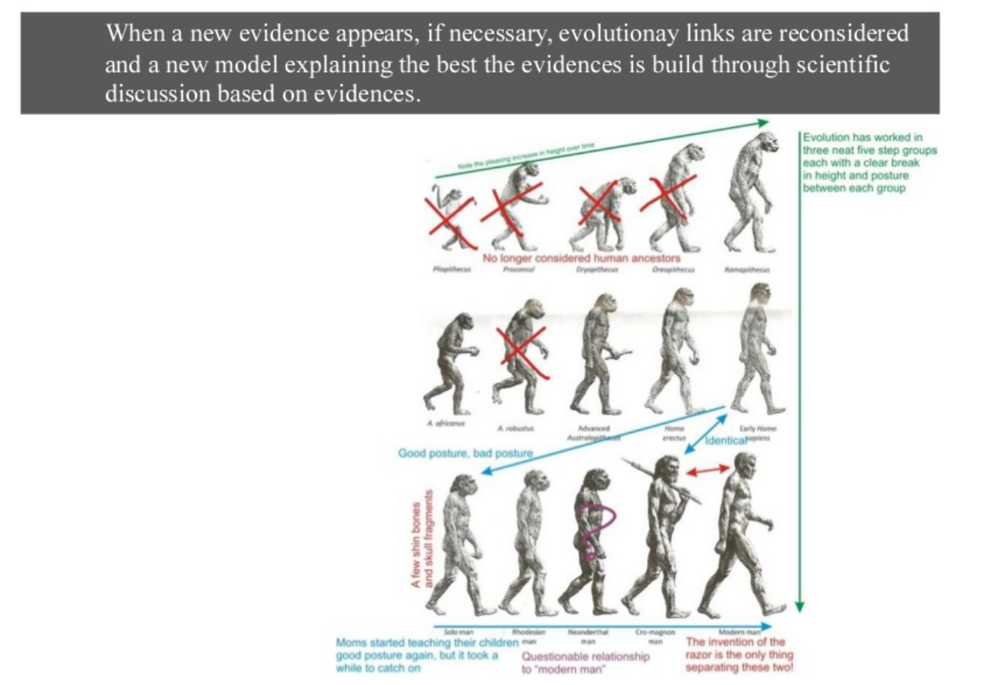 When a new evidence appears, if necessary, evolutionay links are reconsidered
and a new model explaining the best the evidences is build through scientific
discussion based on evidences.
Note the pleasing increase in height over time
Evolution has worked in
three neat five step groups
each with a clear break
in height and posture
between each group
No longer considered human ancestors
Pliopithecus
Proconsul
Dryopithecus
Oreopithecus
Ramapithecus
A. africanus
A. robustus
Advanced
Australopithecus
Homo
erectus
Early Homo
sapiens
Identical
Good posture, bad posture
A few shin bones
and skull fragments
Solo man
Rhodesian
man
Neanderthal
man
Cro-magnon
man
Modern man
Moms started teaching their children
good posture again, but it took a
while to catch on
Questionable relationship
to "modern man"
The invention of the
razor is the only thing
separating these two!